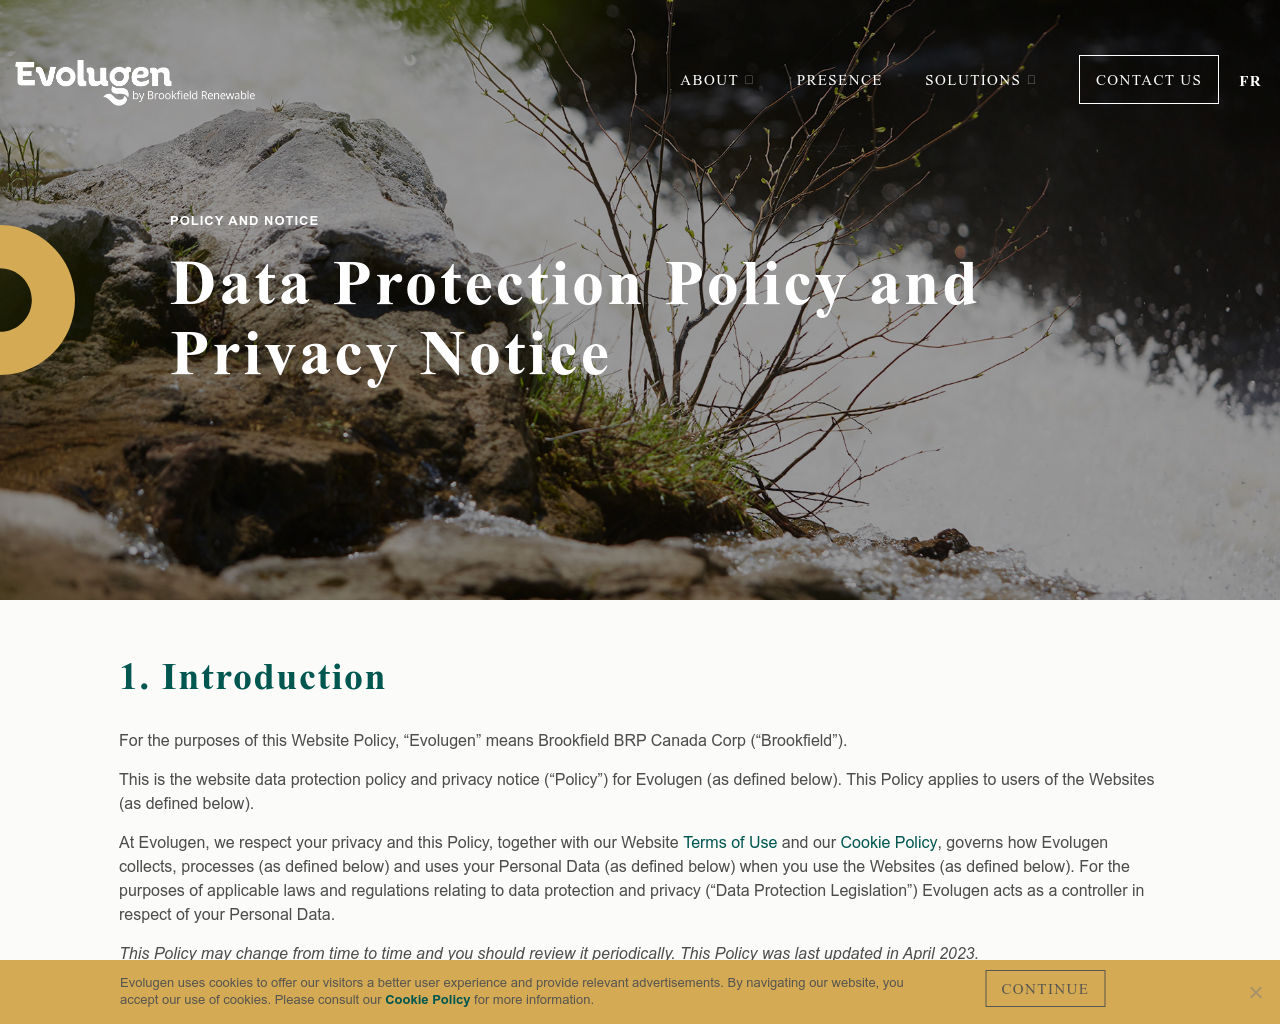 Evolugen
by Brookfield Renewable
ABOUT
PRESENCE
SOLUTIONS
CONTACT US
FR
POLICY AND NOTICE
Data Protection Policy and
Privacy Notice
1. Introduction
For the purposes of this Website Policy, “Evolugen” means Brookfield BRP Canada Corp (“Brookfield”).
This is the website data protection policy and privacy notice (“Policy”) for Evolugen (as defined below). This Policy applies to users of the Websites
(as defined below).
At Evolugen, we respect your privacy and this Policy, together with our Website Terms of Use and our Cookie Policy, governs how Evolugen
collects, processes (as defined below) and uses your Personal Data (as defined below) when you use the Websites (as defined below). For the
purposes of applicable laws and regulations relating to data protection and privacy (“Data Protection Legislation”) Evolugen acts as a controller in
respect of your Personal Data.
This Policy may change from time to time and you should review it periodically. This Policy was last updated in April 2023.
Evolugen uses cookies to offer our visitors a better user experience and provide relevant advertisements. By navigating our website, you
accept our use of cookies. Please consult our Cookie Policy for more information.
CONTINUE